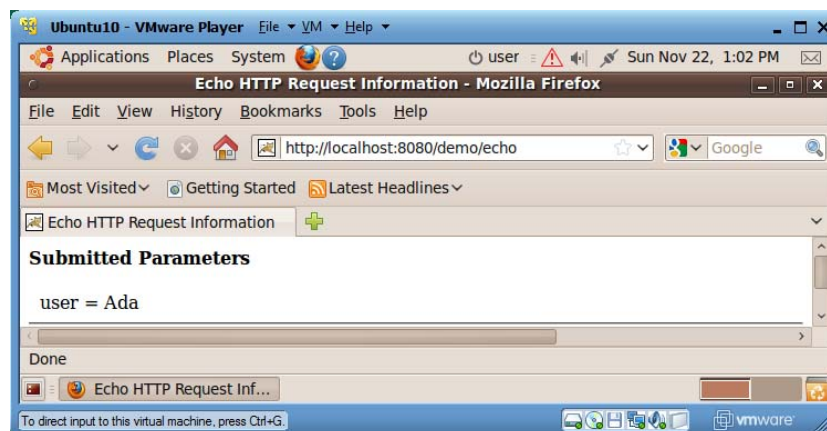 Ubuntu10 - VMware Player File VM Help
Applications Places System user Sun Nov 22, 1:02 PM
Echo HTTP Request Information - Mozilla Firefox
File Edit View History Bookmarks Tools Help
http://localhost:8080/demo/echo Google
Most Visited Getting Started Latest Headlines
Echo HTTP Request Information
Submitted Parameters
user = Ada
Done
Echo HTTP Request Inf...
To direct input to this virtual machine, press Ctrl+G. vmware